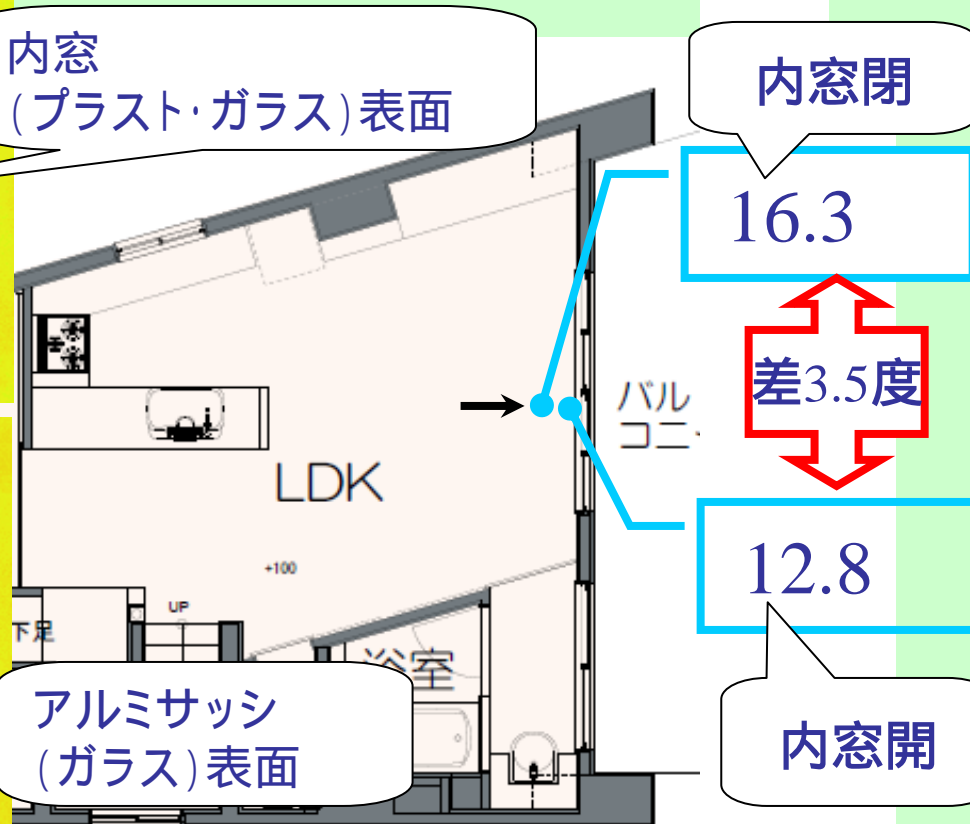 内窓
(プラスト・ガラス)表面
内窓閉
16.3
差3.5度
12.8
内窓開
バル
コニー
LDK
+100
UP
下足
浴室
アルミサッシ
(ガラス)表面